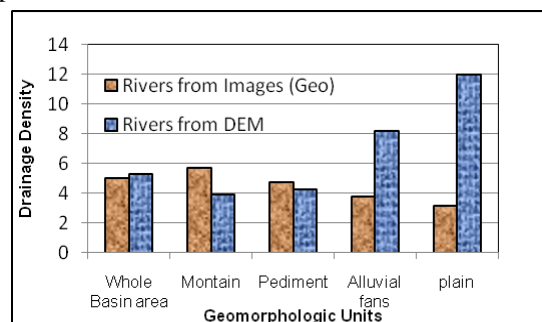 14
12
10
8
6
4
2
0
Drainage Density
Rivers from Images (Geo)
Rivers from DEM
Whole Basin area
Montain
Pediment
Alluvial fans
plain
Geomorphologic Units